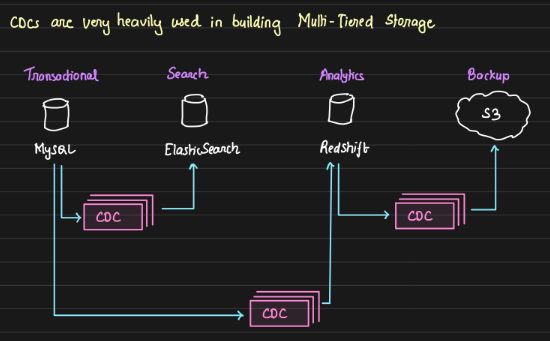 CDCs are very heavily used in building Multi-Tiered Storage
Transactional Search Analytics Backup
S3
MySQL ElasticSearch Redshift
CDC CDC
CDC